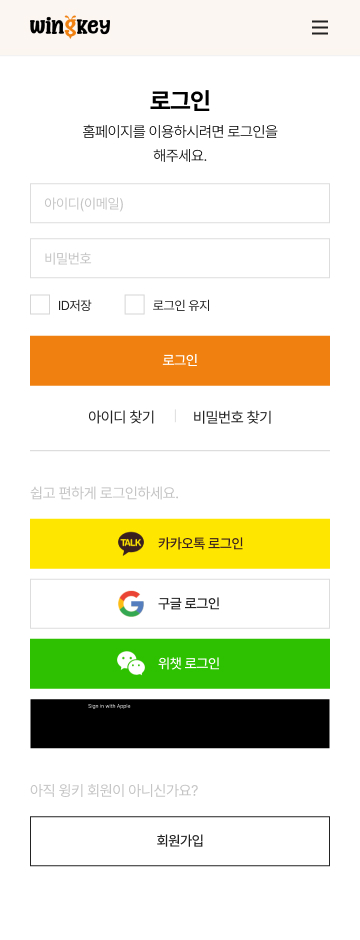 wingkey
로그인
홈페이지를 이용하시려면 로그인을
해주세요.
아이디(이메일)
비밀번호
ID저장 로그인 유지
로그인
아이디 찾기 비밀번호 찾기
쉽고 편하게 로그인하세요.
TALK 카카오톡 로그인
구글 로그인
위챗 로그인
Sign in with Apple
아직 윙키 회원이 아니신가요?
회원가입